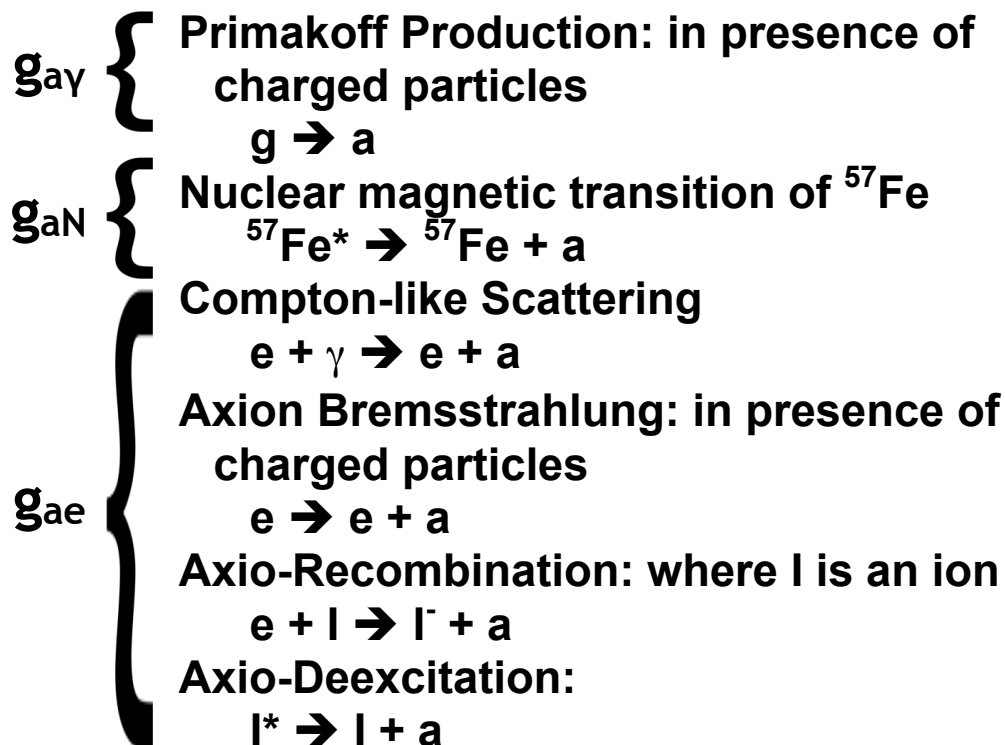 Primakoff Production: in presence of
gaγ {
charged particles
g ➔ a
Nuclear magnetic transition of ⁵⁷Fe
gaN {
⁵⁷Fe* ➔ ⁵⁷Fe + a
Compton-like Scattering
e + γ ➔ e + a
Axion Bremsstrahlung: in presence of
charged particles
gae {
e ➔ e + a
Axio-Recombination: where I is an ion
e + I ➔ I⁻ + a
Axio-Deexcitation:
I* ➔ I + a